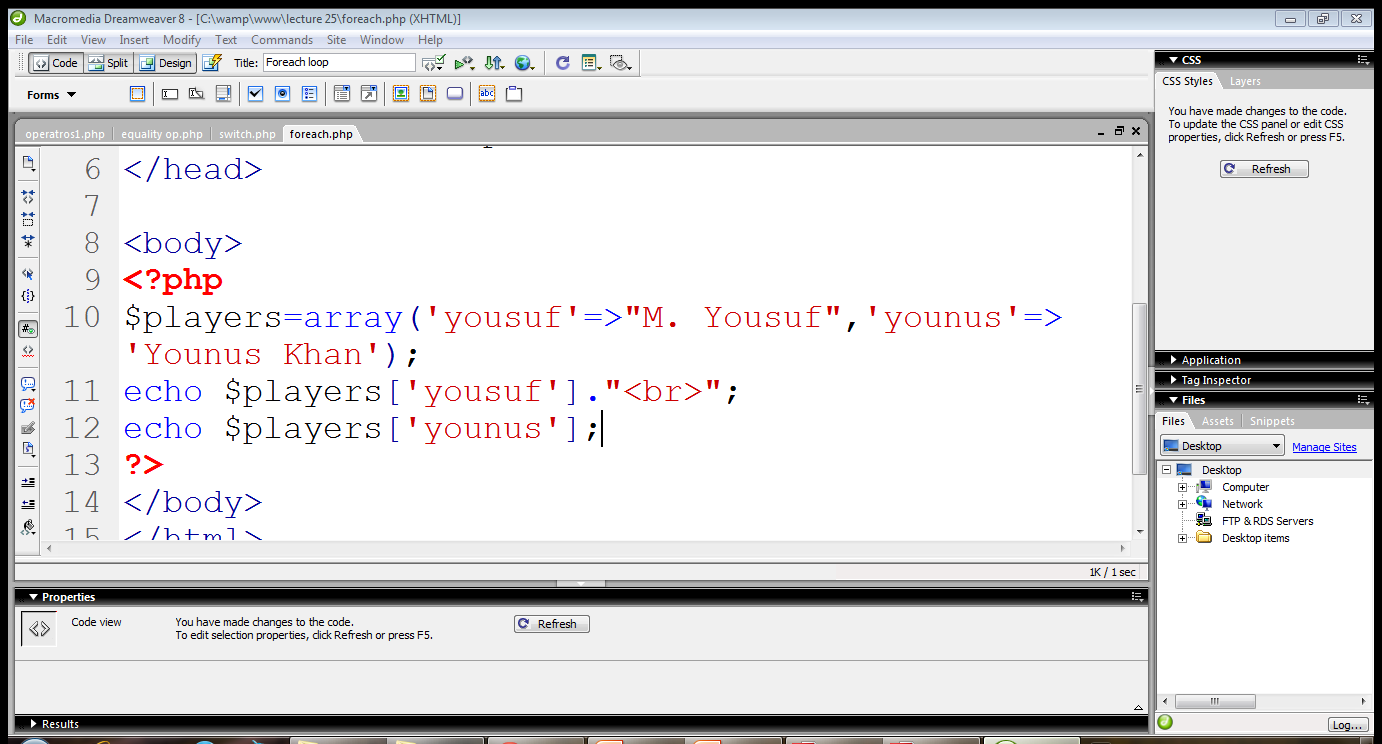 Macromedia Dreamweaver 8 - [C:\wamp\www\lecture 25\foreach.php (XHTML)]
File Edit View Insert Modify Text Commands Site Window Help
Code Split Design Title: Foreach loop
Forms
operatros1.php equality op.php switch.php foreach.php
6 </head>
7
8 <body>
9 <?php
10 $players=array('yousuf'=>"M. Yousuf",'younus'=>
'Younus Khan');
11 echo $players['yousuf']."<br>";
12 echo $players['younus'];
13 ?>
14 </body>
15 </html>
1K / 1 sec
Properties
Code view You have made changes to the code.
To edit selection properties, click Refresh or press F5.
Refresh
Results
CSS
CSS Styles Layers
You have made changes to the code.
To update the CSS panel or edit CSS
properties, click Refresh or press F5.
Refresh
Application
Tag Inspector
Files
Files Assets Snippets
Desktop Manage Sites
Desktop
Computer
Network
FTP & RDS Servers
Desktop items
Log...